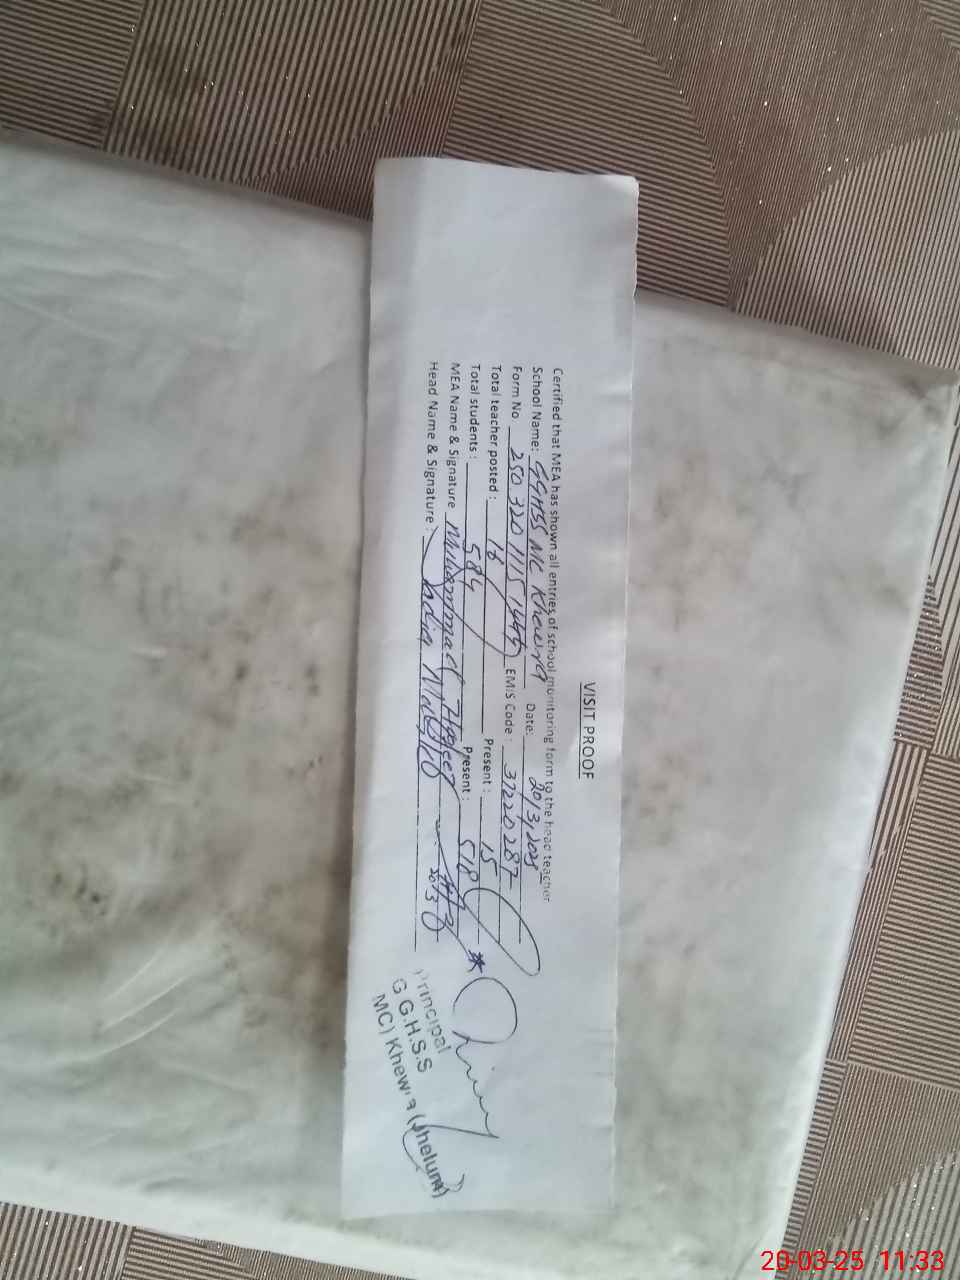 VISIT PROOF
Certified that MEA has shown all entries of school monitoring form to the head teacher
School Name: GGHSS MC Khewra Date: 20/3/2025
Form No 250 320 1115 EMIS Code : 37220287
Total teacher posted : 16 Present : 15
Total students : 584 Present : 518
MEA Name & Signature Muhammad
Head Name & Signature :
Principal
G G.H.S.S
MC) Khewra (Jhelum)
20-03-25 11:33